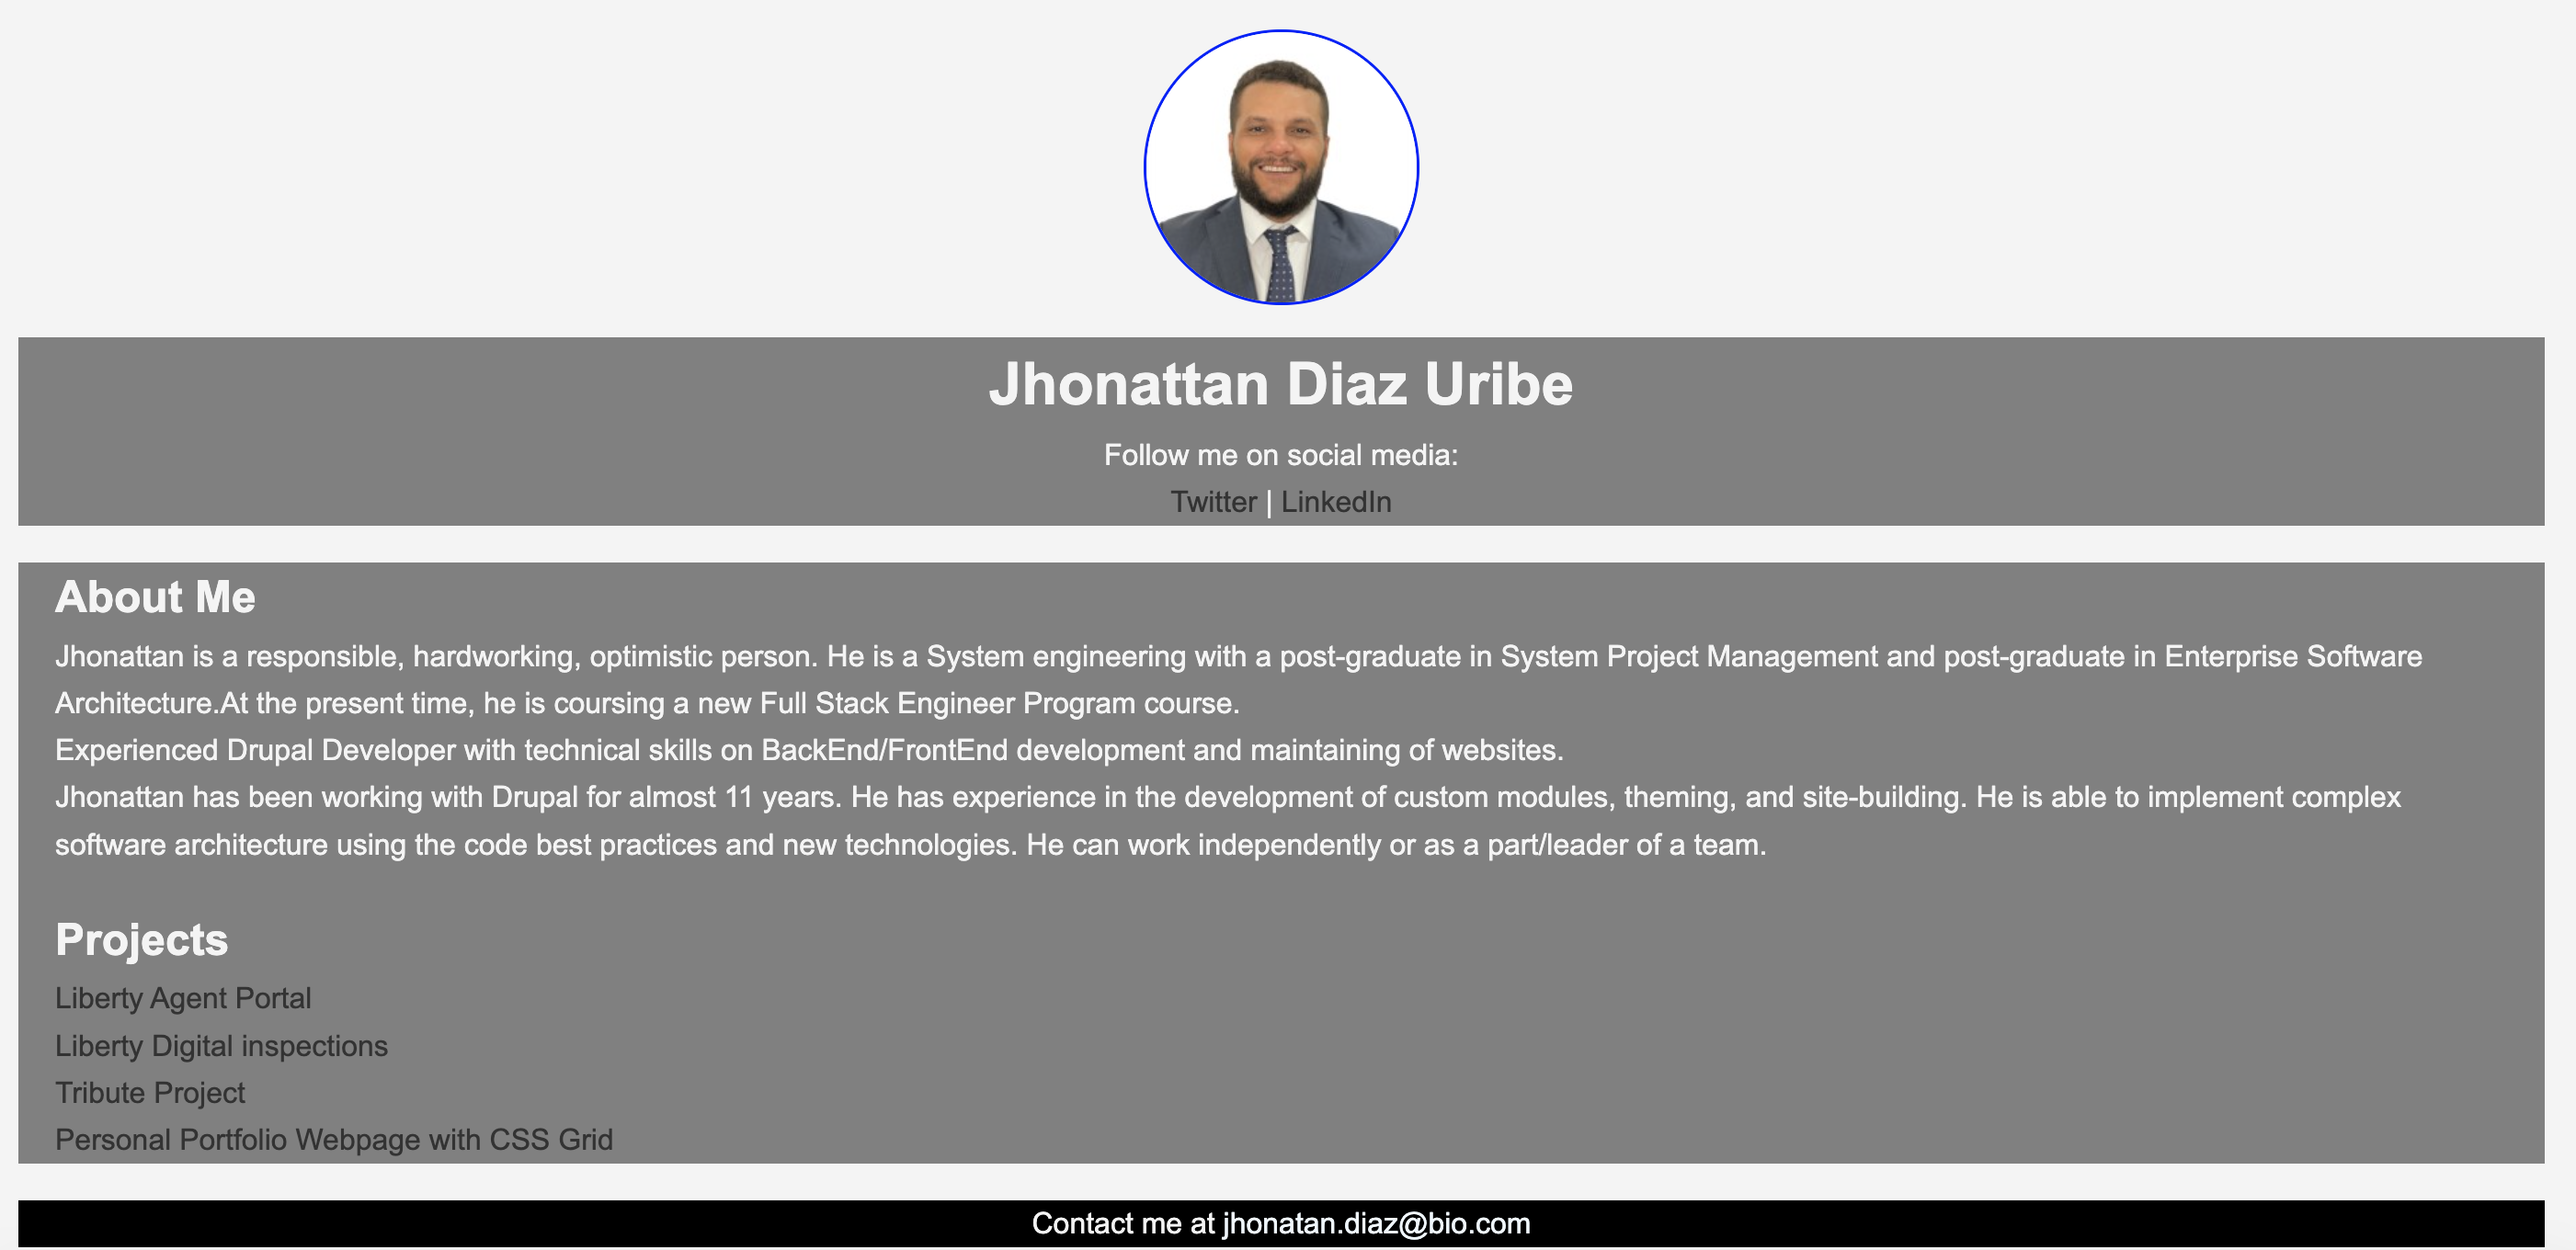 Jhonattan Diaz Uribe
Follow me on social media:
Twitter | LinkedIn
About Me
Jhonattan is a responsible, hardworking, optimistic person. He is a System engineering with a post-graduate in System Project Management and post-graduate in Enterprise Software
Architecture.At the present time, he is coursing a new Full Stack Engineer Program course.
Experienced Drupal Developer with technical skills on BackEnd/FrontEnd development and maintaining of websites.
Jhonattan has been working with Drupal for almost 11 years. He has experience in the development of custom modules, theming, and site-building. He is able to implement complex
software architecture using the code best practices and new technologies. He can work independently or as a part/leader of a team.
Projects
Liberty Agent Portal
Liberty Digital inspections
Tribute Project
Personal Portfolio Webpage with CSS Grid
Contact me at jhonatan.diaz@bio.com